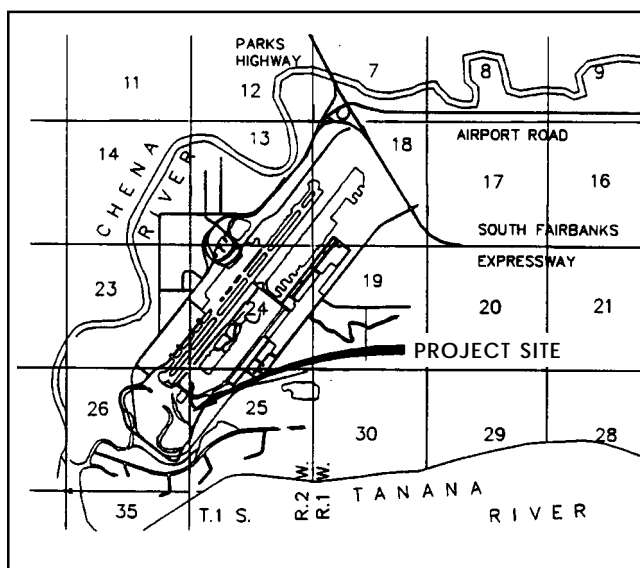 PARKS
HIGHWAY
11
12
7
8
9
14
13
18
AIRPORT ROAD
17
16
CHENA
RIVER
SOUTH FAIRBANKS
EXPRESSWAY
23
24
19
20
21
PROJECT SITE
26
25
30
29
28
R.2 W.
R.1 W.
TANANA
RIVER
35
T.1 S.